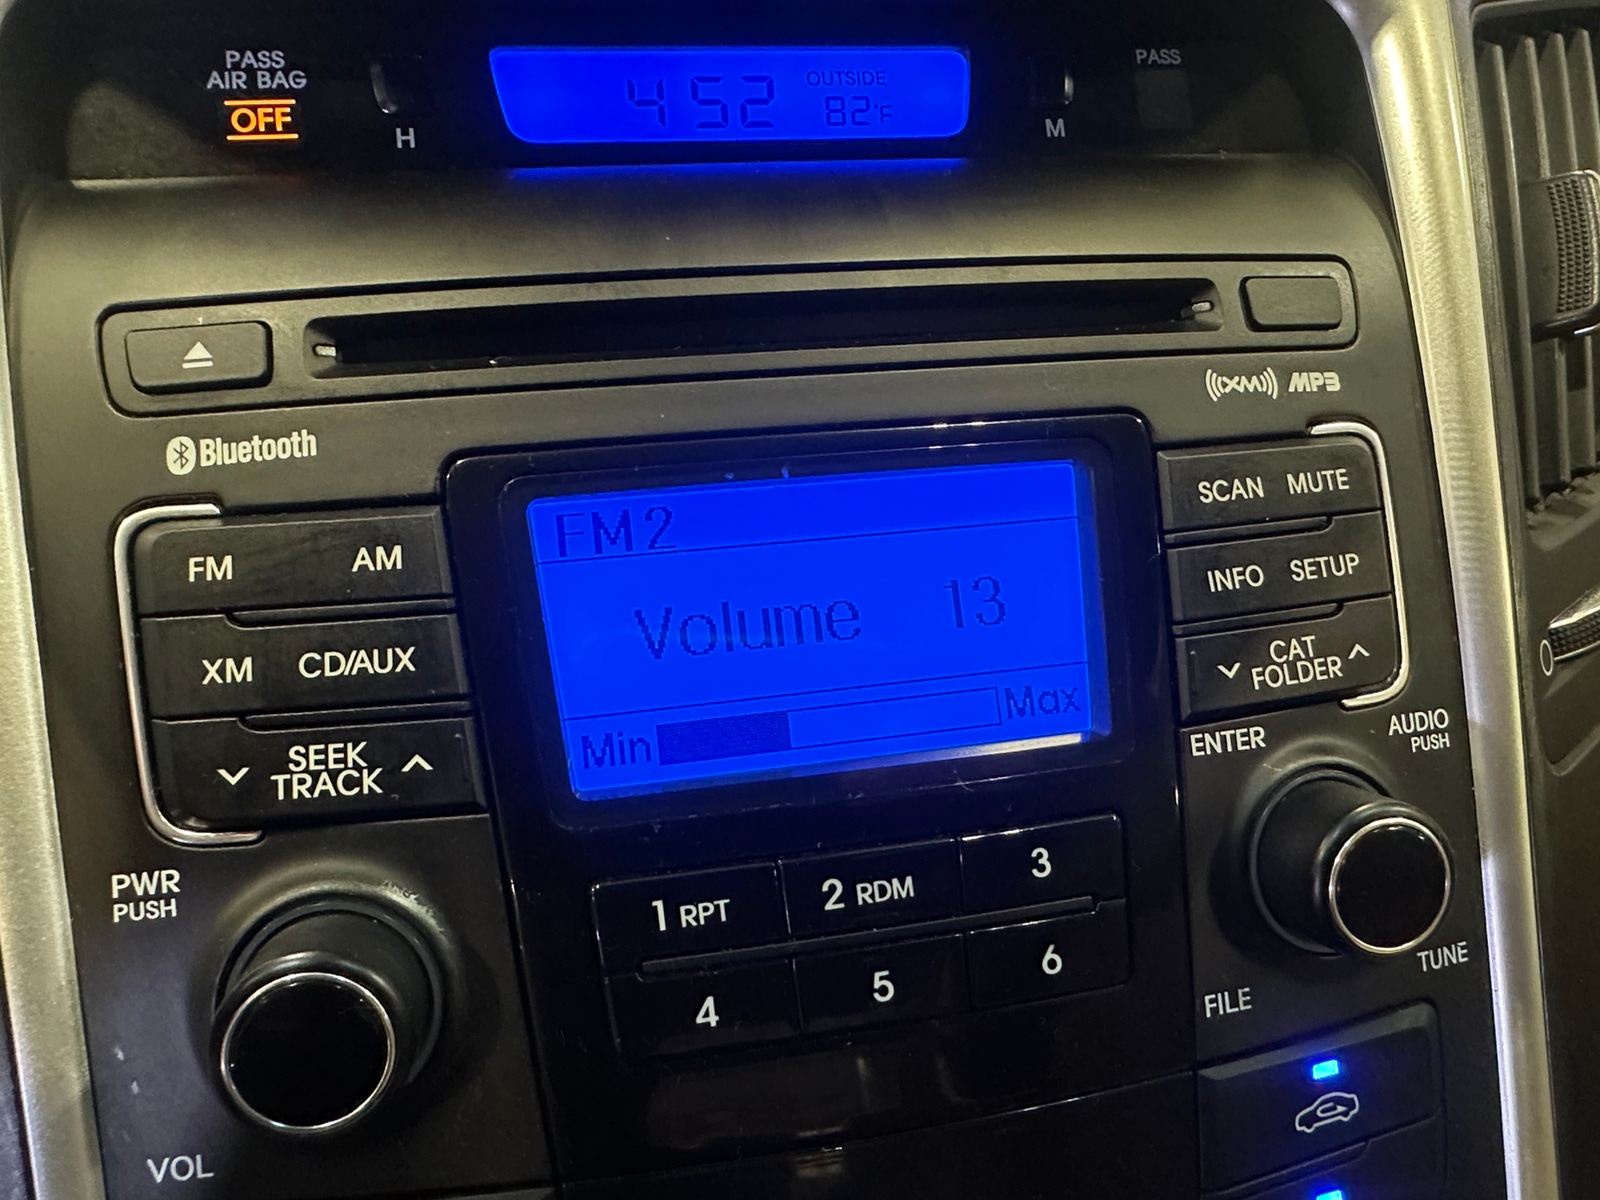 PASS
AIR BAG
OFF
H
4 52
OUTSIDE
82°F
M
PASS
((XM)) MP3
Bluetooth
FM AM
XM CD/AUX
SEEK
TRACK
FM2
Volume 13
Min Max
SCAN MUTE
INFO SETUP
CAT
FOLDER
ENTER
AUDIO
PUSH
PWR
PUSH
VOL
1 RPT 2 RDM 3
4 5 6
TUNE
FILE